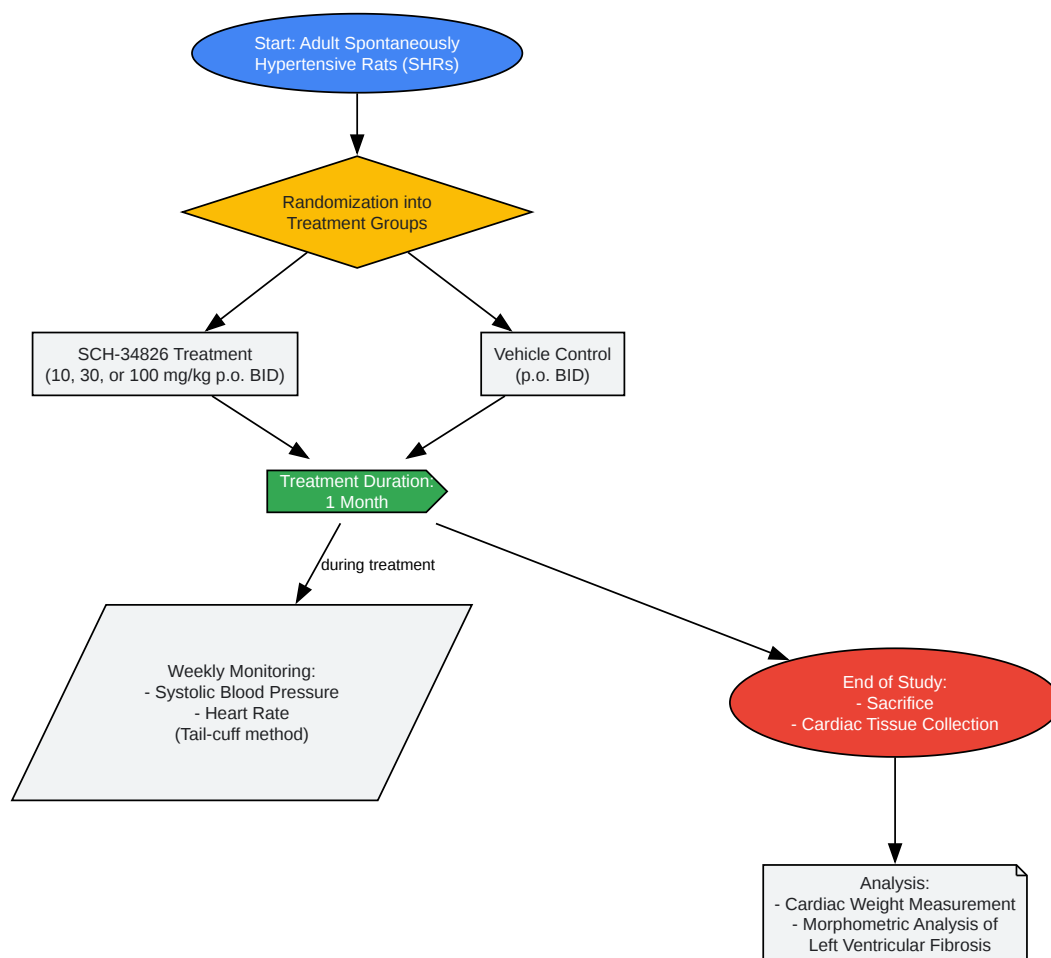 Start: Adult Spontaneously
Hypertensive Rats (SHRs)
Randomization into
Treatment Groups
SCH-34826 Treatment
(10, 30, or 100 mg/kg p.o. BID)
Vehicle Control
(p.o. BID)
Treatment Duration:
1 Month
during treatment
Weekly Monitoring:
- Systolic Blood Pressure
- Heart Rate
(Tail-cuff method)
End of Study:
- Sacrifice
- Cardiac Tissue Collection
Analysis:
- Cardiac Weight Measurement
- Morphometric Analysis of
Left Ventricular Fibrosis